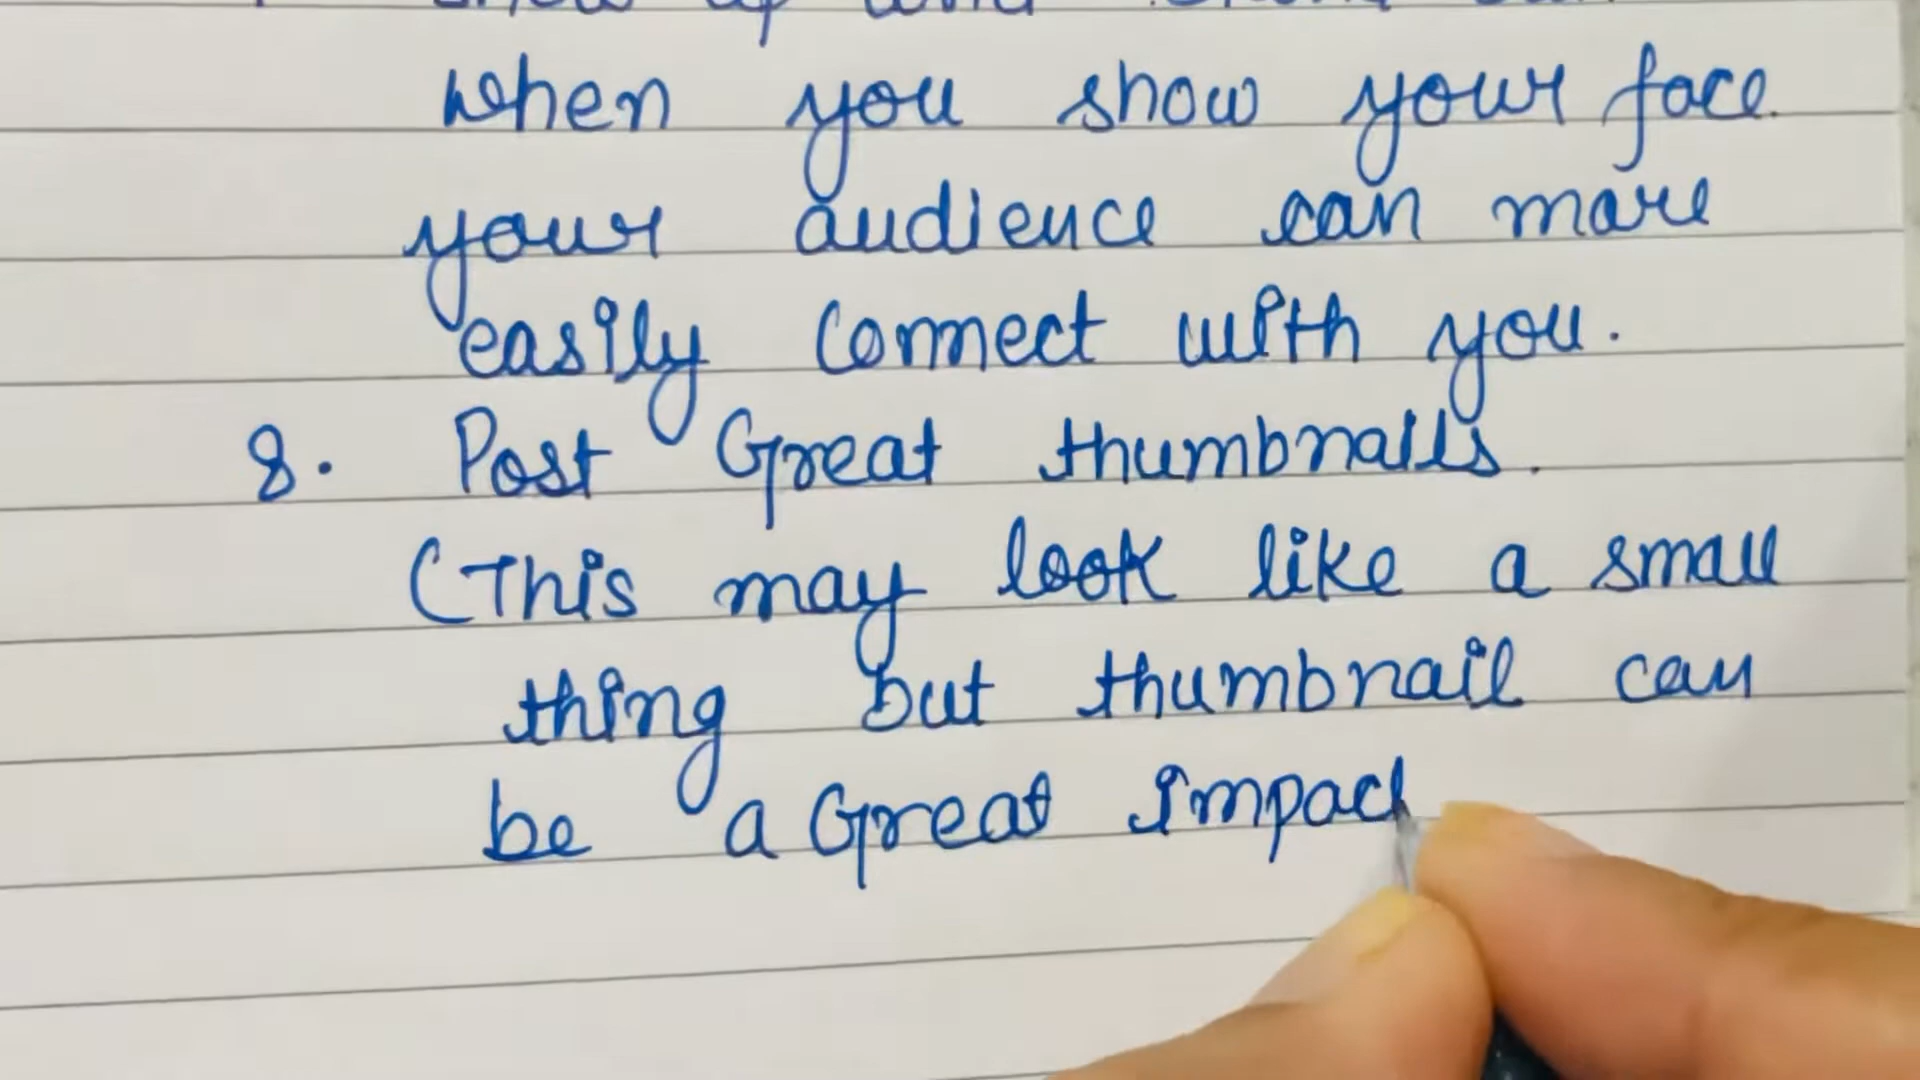 when you show your face
your audience can more
easily connect with you.
8. Post Great thumbnails.
(This may look like a small
thing but thumbnail can
be a Great impact